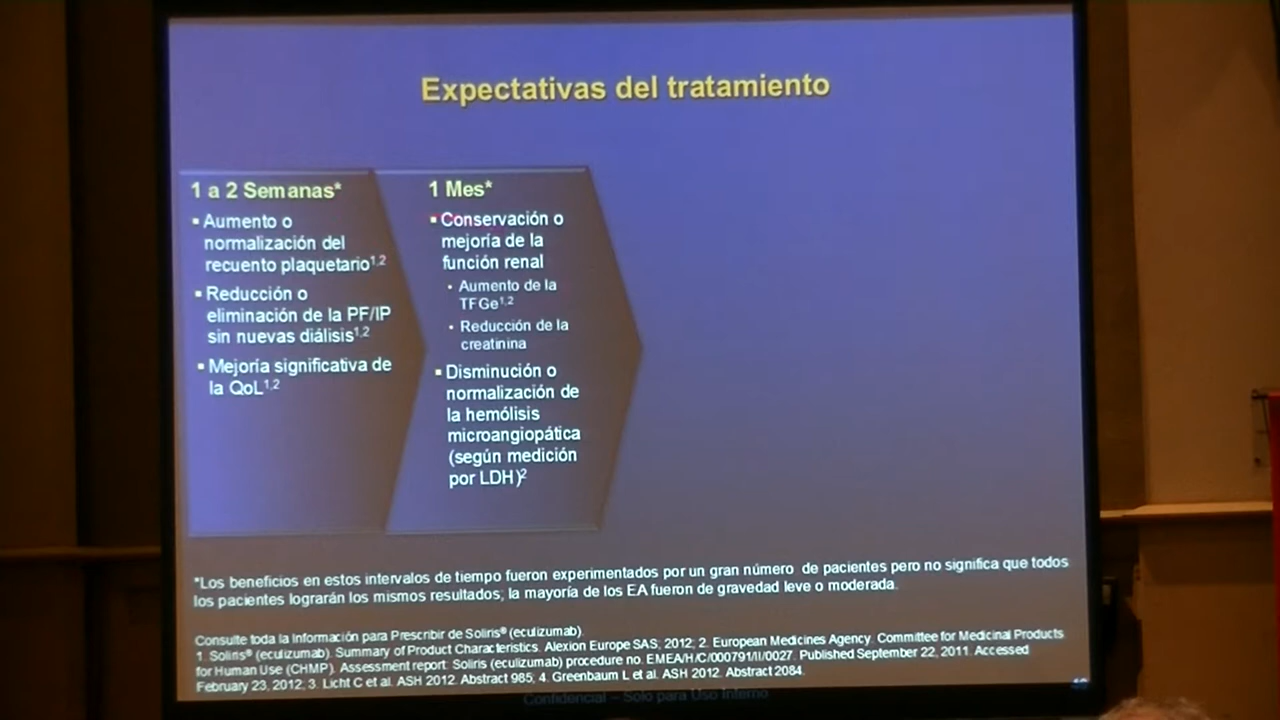 Expectativas del tratamiento
1 a 2 Semanas*
▪ Aumento o
normalización del
recuento plaquetario1,2
▪ Reducción o
eliminación de la PF/IP
sin nuevas diálisis1,2
▪ Mejoría significativa de
la QoL1,2
1 Mes*
▪ Conservación o
mejoría de la
función renal
• Aumento de la
TFGe1,2
• Reducción de la
creatinina
▪ Disminución o
normalización de
la hemólisis
microangiopática
(según medición
por LDH)2
*Los beneficios en estos intervalos de tiempo fueron experimentados por un gran número de pacientes pero no significa que todos
los pacientes lograrán los mismos resultados; la mayoría de los EA fueron de gravedad leve o moderada.
Consulte toda la Información para Prescribir de Soliris® (eculizumab).
1. Soliris® (eculizumab). Summary of Product Characteristics. Alexion Europe SAS; 2012; 2. European Medicines Agency. Committee for Medicinal Products
for Human Use (CHMP). Assessment report: Soliris (eculizumab) procedure no. EMEA/H/C/000791/II/0027. Published September 22, 2011. Accessed
February 23, 2012; 3. Licht C et al. ASH 2012. Abstract 985; 4. Greenbaum L et al. ASH 2012. Abstract 2084.
Confidencial – Solo para Uso Interno